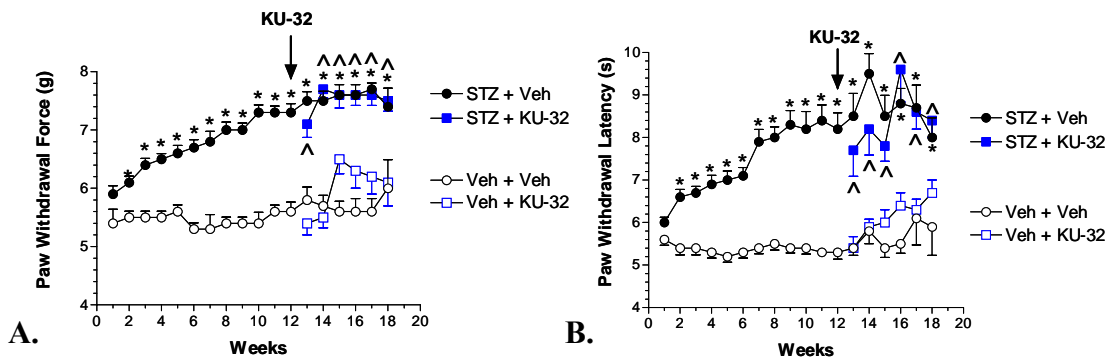 KU-32
Paw Withdrawal Force (g)
8
7
6
5
4
0 2 4 6 8 10 12 14 16 18 20
Weeks
* * * * * * * * * * * * * * * * *
^ ^ ^ ^ ^ ^
STZ + Veh
STZ + KU-32
Veh + Veh
Veh + KU-32
A.
KU-32
Paw Withdrawal Latency (s)
10
9
8
7
6
5
4
0 2 4 6 8 10 12 14 16 18 20
Weeks
* * * * * * * * * * * * * * * * *
^ ^ ^ ^ ^ ^
STZ + Veh
STZ + KU-32
Veh + Veh
Veh + KU-32
B.